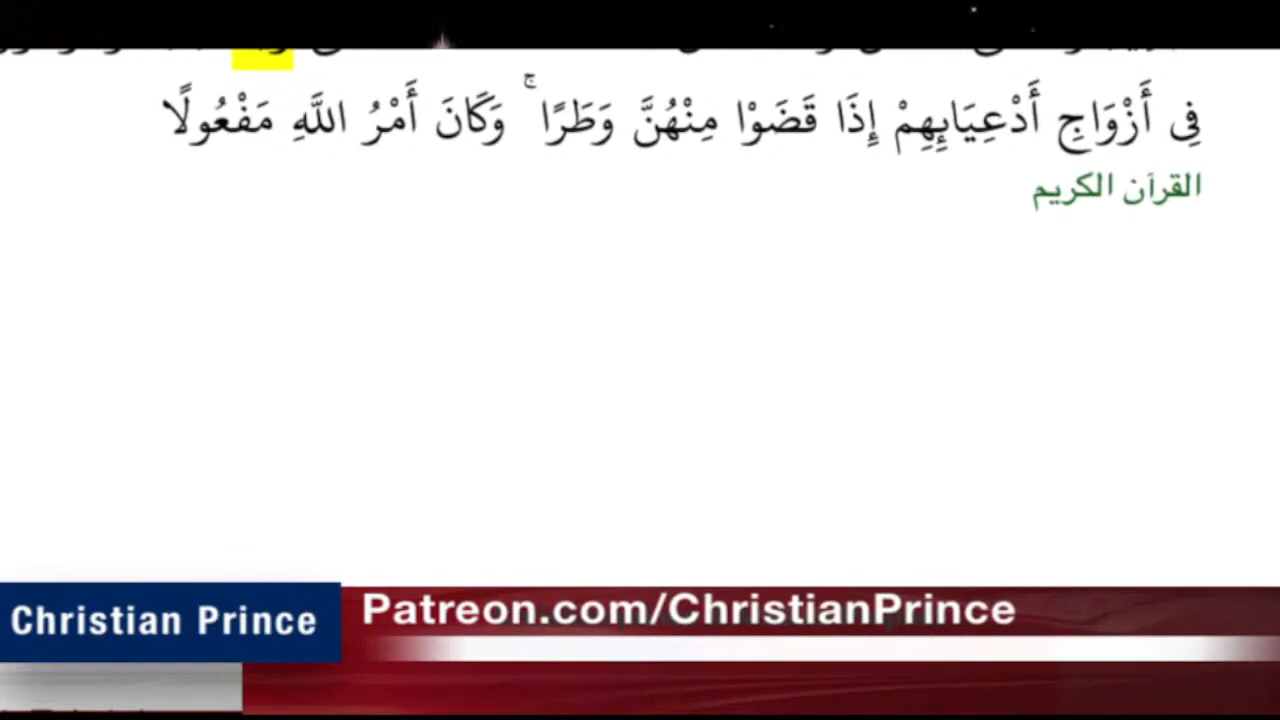 فِى أَزْوَاجِ أَدْعِيَائِهِمْ إِذَا قَضَوْا مِنْهُنَّ وَطَرًا ۚ وَكَانَ أَمْرُ اللَّهِ مَفْعُولًا
القرآن الكريم
Christian Prince
Patreon.com/ChristianPrince